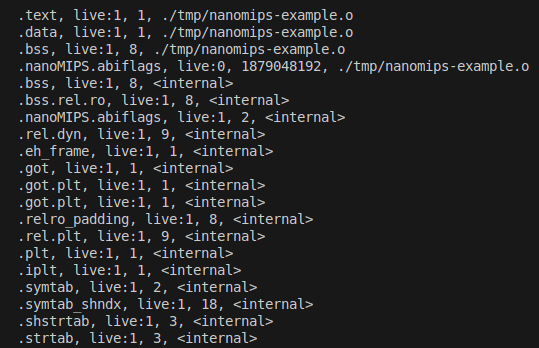 .text, live:1, 1, ./tmp/nanomips-example.o
.data, live:1, 1, ./tmp/nanomips-example.o
.bss, live:1, 8, ./tmp/nanomips-example.o
.nanoMIPS.abiflags, live:0, 1879048192, ./tmp/nanomips-example.o
.bss, live:1, 8, <internal>
.bss.rel.ro, live:1, 8, <internal>
.nanoMIPS.abiflags, live:1, 2, <internal>
.rel.dyn, live:1, 9, <internal>
.eh_frame, live:1, 1, <internal>
.got, live:1, 1, <internal>
.got.plt, live:1, 1, <internal>
.got.plt, live:1, 1, <internal>
.relro_padding, live:1, 8, <internal>
.rel.plt, live:1, 9, <internal>
.plt, live:1, 1, <internal>
.iplt, live:1, 1, <internal>
.symtab, live:1, 2, <internal>
.symtab_shndx, live:1, 18, <internal>
.shstrtab, live:1, 3, <internal>
.strtab, live:1, 3, <internal>